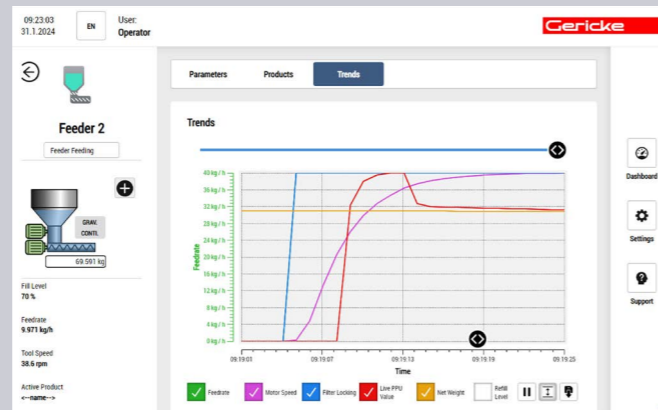 09:23:03
31.1.2024
EN
User:
Operator
Gericke
Parameters
Products
Trends
Feeder 2
Feeder Feeding
GRAV.
CONTI.
69.591 kg
Fill Level
70 %
Feedrate
9.971 kg/h
Tool Speed
38.6 rpm
Active Product
<--name-->
Trends
40 kg / h
36 kg / h
32 kg / h
28 kg / h
24 kg / h
20 kg / h
16 kg / h
12 kg / h
8 kg / h
4 kg / h
0 kg / h
Feedrate
09:19:01
09:19:07
09:19:13
09:19:19
09:19:25
Time
Feedrate
Motor Speed
Filter Locking
Live PPU
Value
Net Weight
Refill
Level
Dashboard
Settings
Support